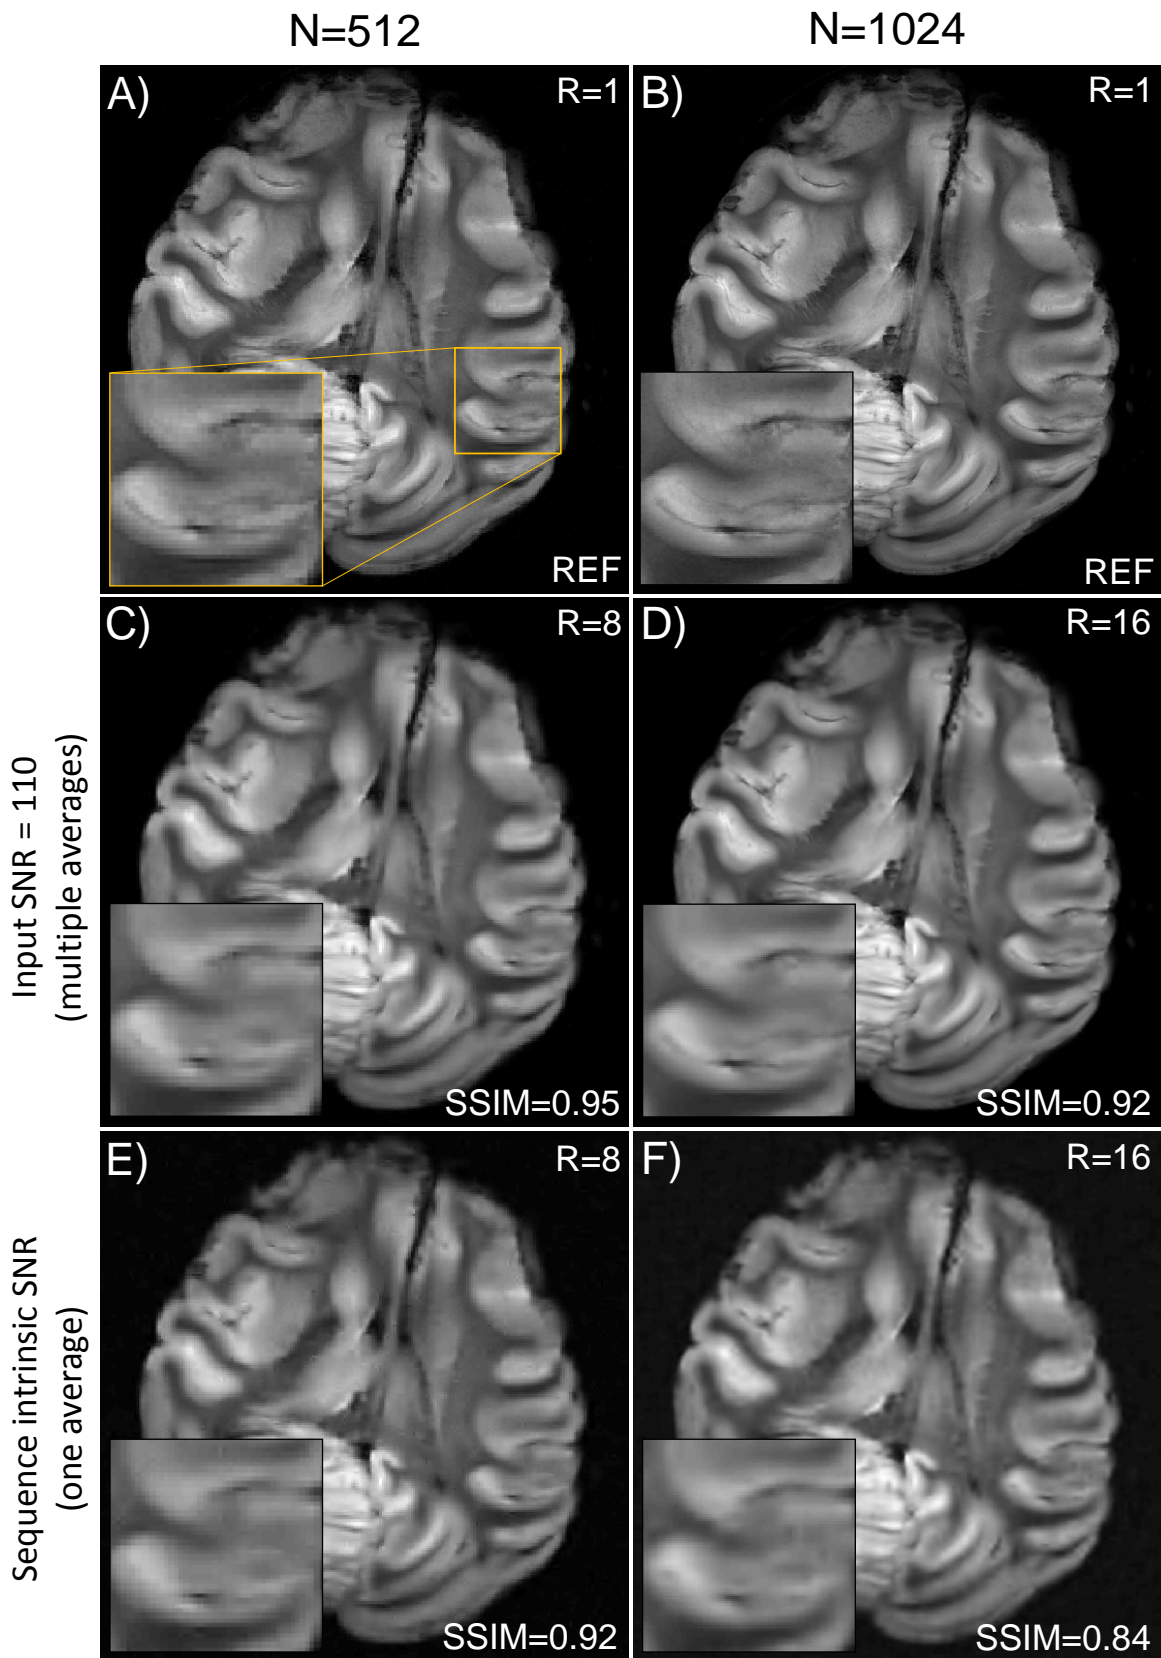 N=512
N=1024
A)
R=1
B)
R=1
REF
REF
Input SNR = 110
(multiple averages)
C)
R=8
D)
R=16
SSIM=0.95
SSIM=0.92
Sequence intrinsic SNR
(one average)
E)
R=8
F)
R=16
SSIM=0.92
SSIM=0.84